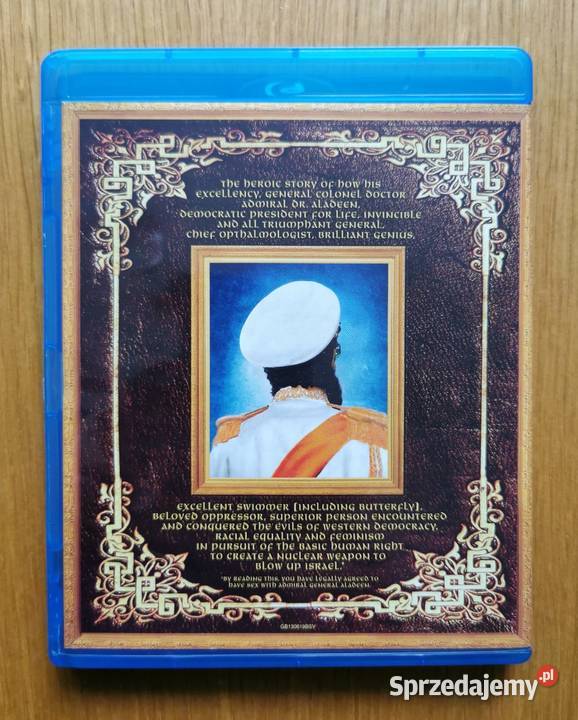 THE HEROIC STORY OF HOW HIS
EXCELLENCY, GENERAL COLONEL DOCTOR
ADMIRAL DR. ALADEEN,
DEMOCRATIC PRESIDENT FOR LIFE, INVINCIBLE
AND ALL TRIUMPHANT GENERAL,
CHIEF OPTHALMOLOGIST, BRILLIANT GENIUS,
EXCELLENT SWIMMER [INCLUDING BUTTERFLY],
BELOVED OPPRESSOR, SUPERIOR PERSON ENCOUNTERED
AND CONQUERED THE EVILS OF WESTERN DEMOCRACY,
RACIAL EQUALITY AND FEMINISM
IN PURSUIT OF THE BASIC HUMAN RIGHT
TO CREATE A NUCLEAR WEAPON TO
BLOW UP ISRAEL.*
*BY READING THIS, YOU HAVE LEGALLY AGREED TO
HAVE SEX WITH ADMIRAL GENERAL ALADEEN.
GB130619BSV
Sprzedajemy.pl